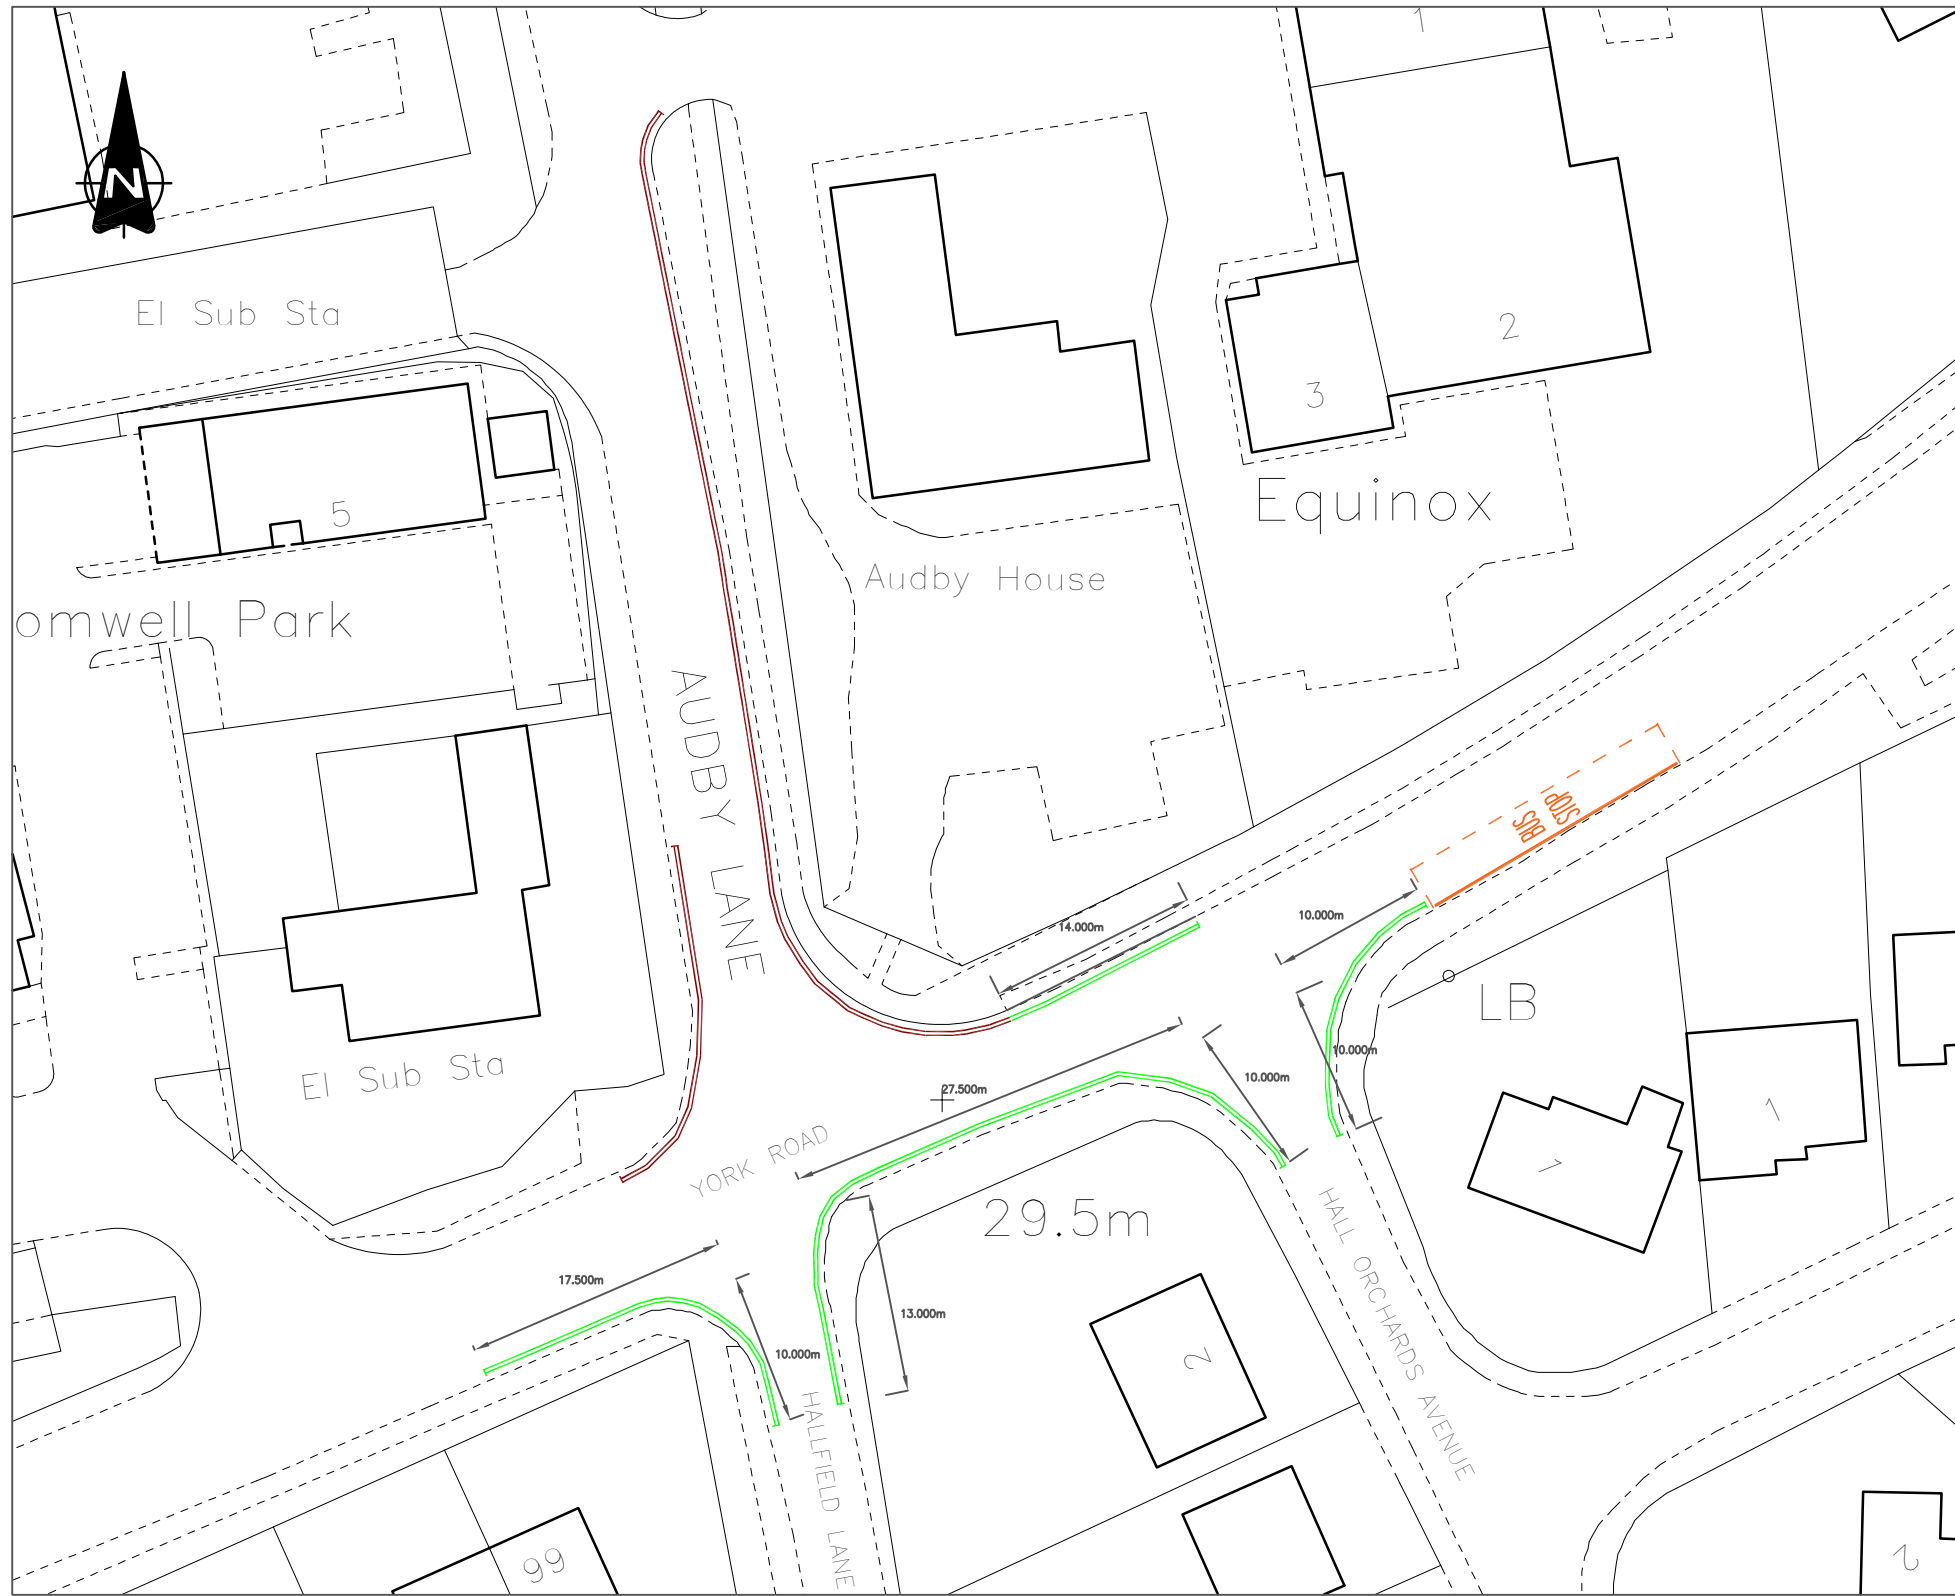 1
N
El Sub Sta
2
3
5
Equinox
Audby House
omwell Park
AUDBY LANE
BUS
STOP
14.000m
10.000m
LB
10.000m
10.000m
27.500m
El Sub Sta
1
1
YORK ROAD
29.5m
HALL ORCHARDS AVENUE
17.500m
13.000m
10.000m
2
HALLFIELD LANE
66
2